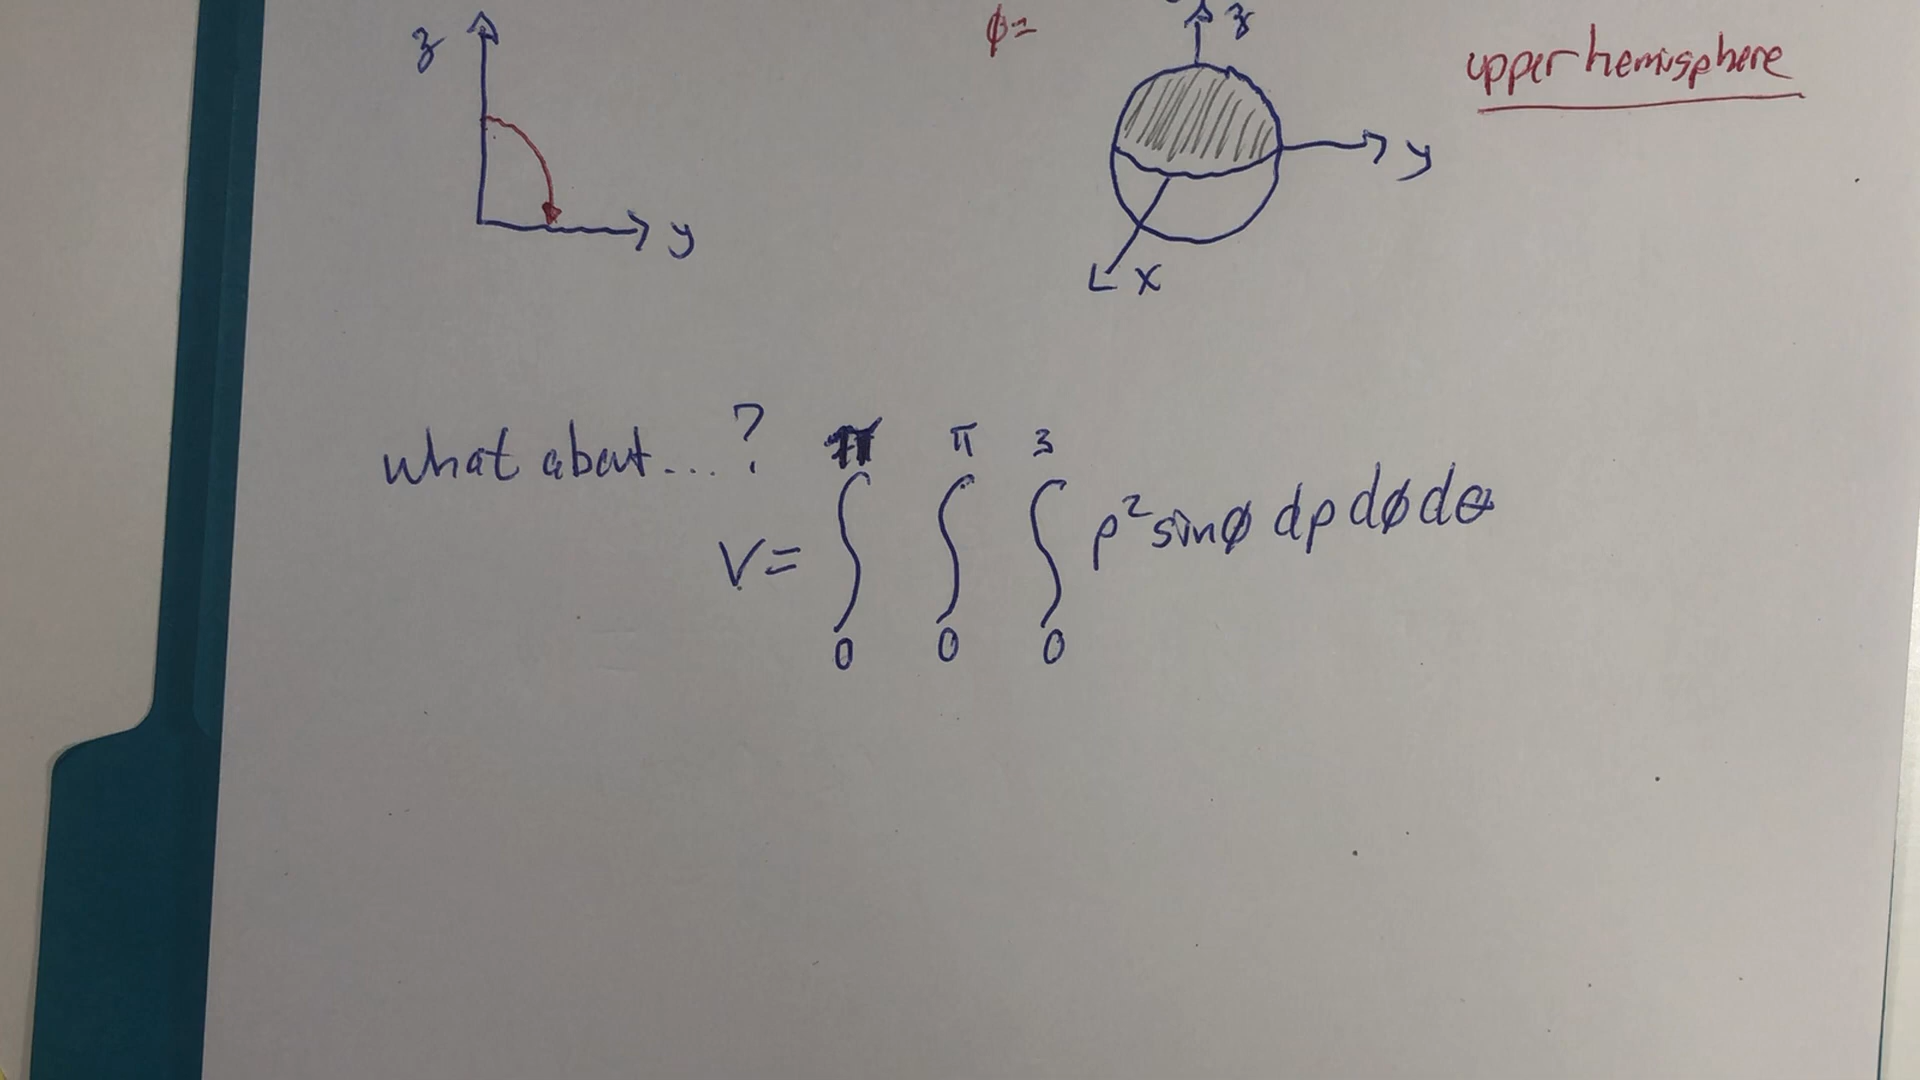 z
ϕ=
z
upper hemisphere
y
y
x
what about...?
π π 3
V= ∫ ∫ ∫ ρ² sinϕ dρ dϕ dθ
0 0 0